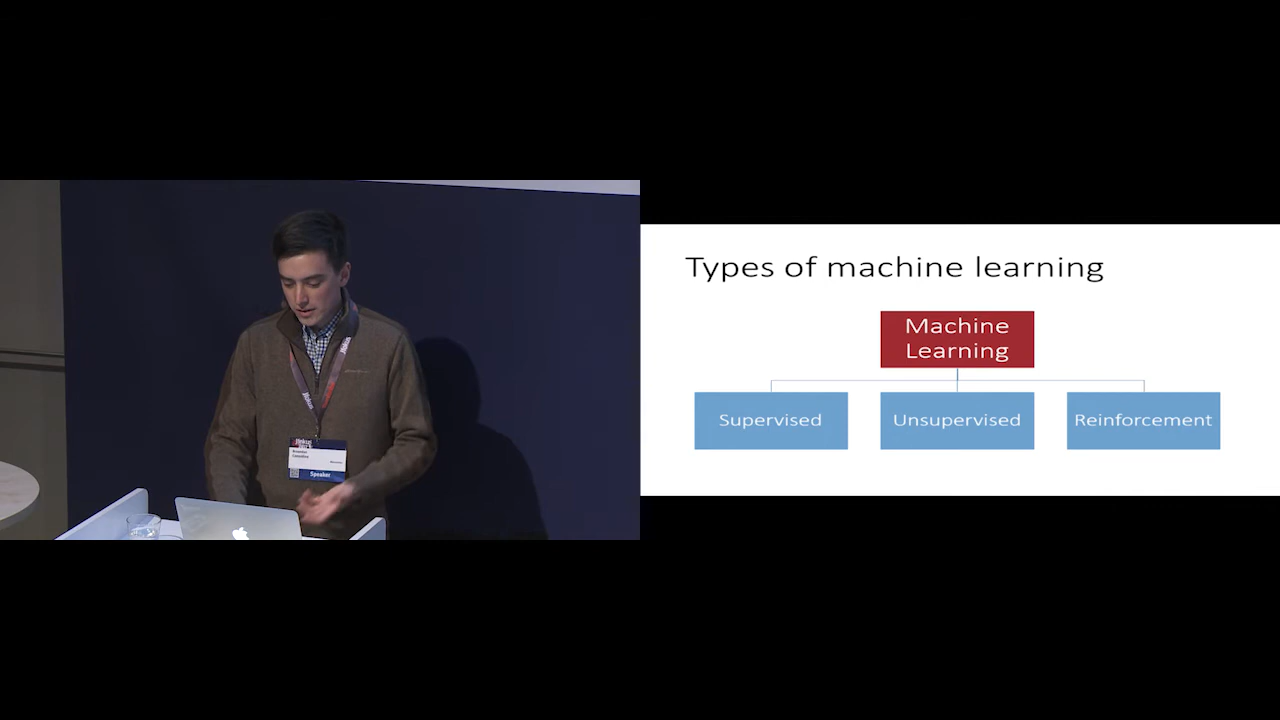 Types of machine learning
Machine
Learning
Supervised
Unsupervised
Reinforcement
Speaker